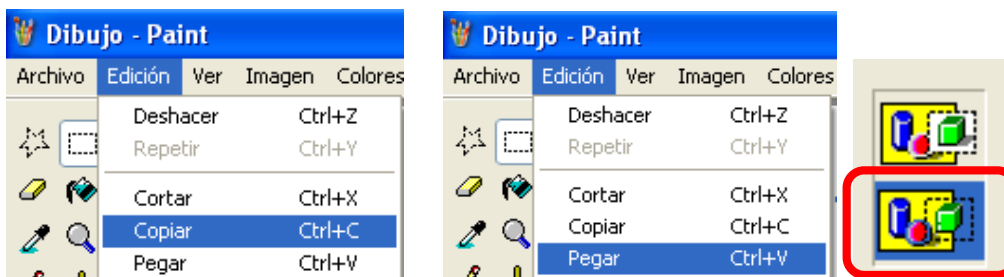 Dibujo - Paint
Archivo Edición Ver Imagen Colores
Deshacer Ctrl+Z
Repetir Ctrl+Y
Cortar Ctrl+X
Copiar Ctrl+C
Pegar Ctrl+V
Dibujo - Paint
Archivo Edición Ver Imagen Colores
Deshacer Ctrl+Z
Repetir Ctrl+Y
Cortar Ctrl+X
Copiar Ctrl+C
Pegar Ctrl+V